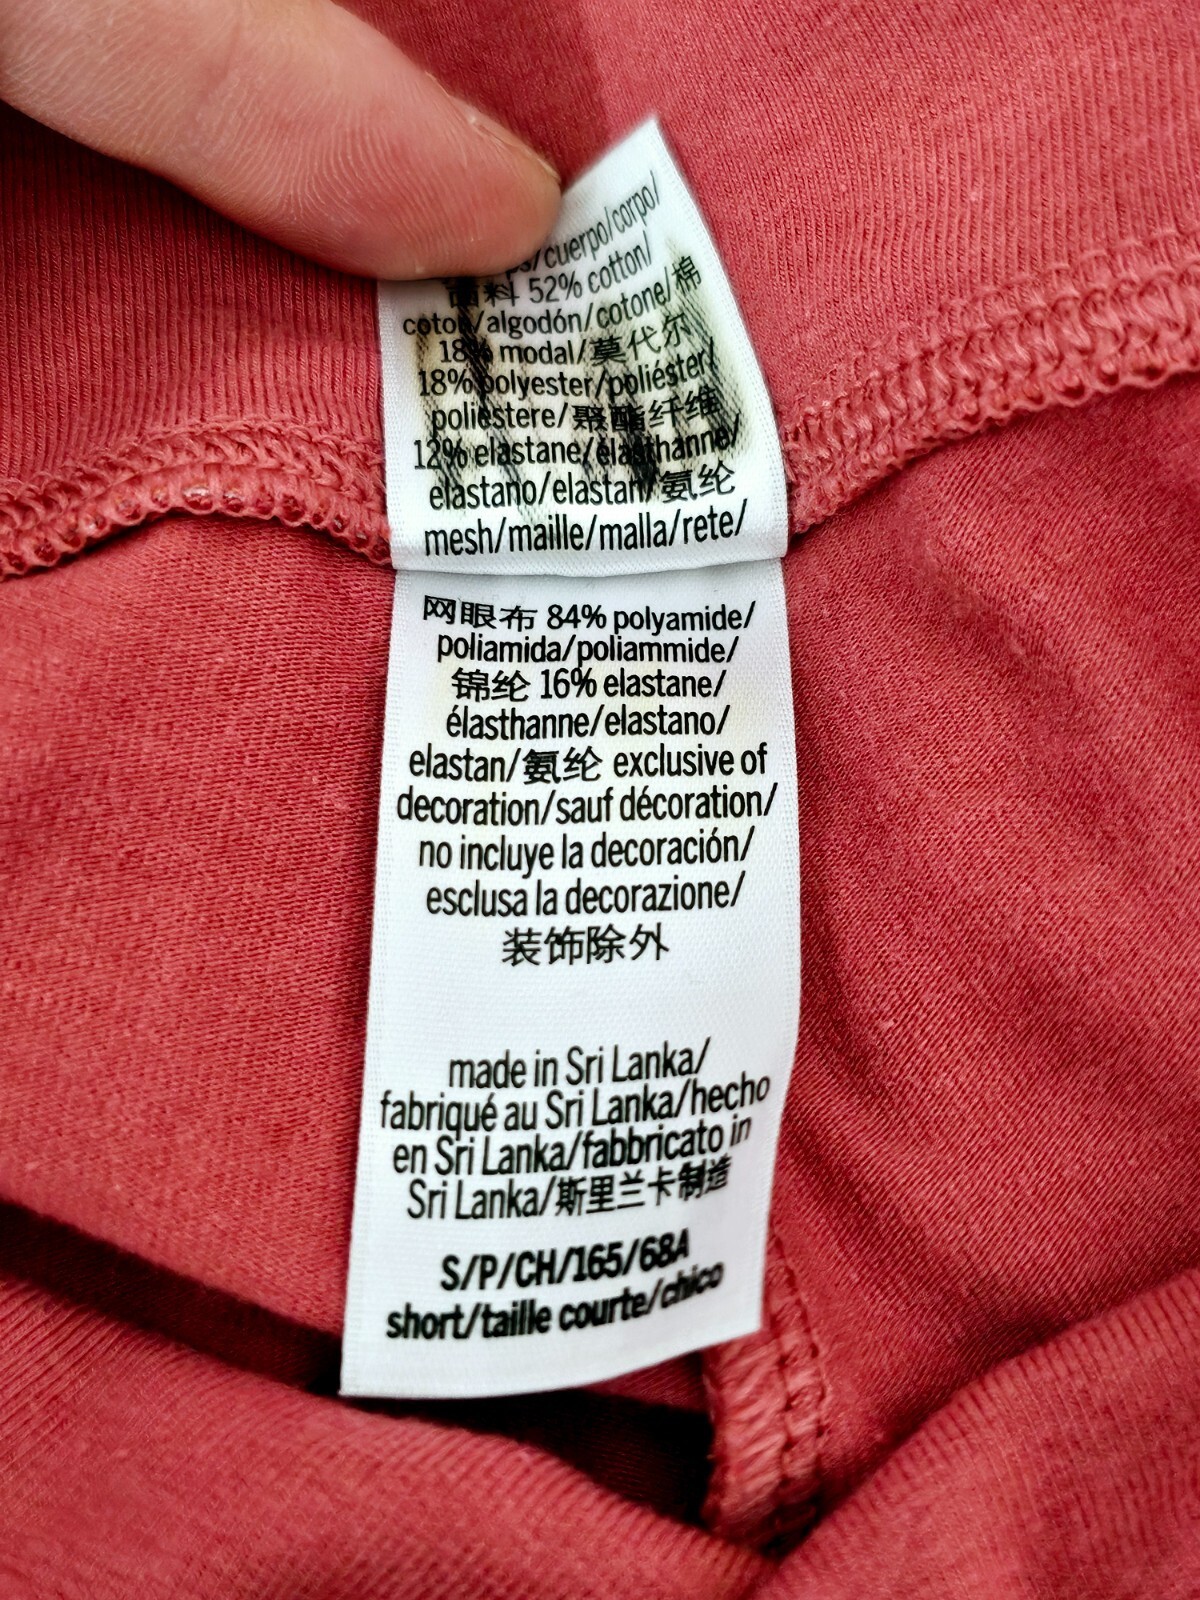 /cuerpo/corpo/
面料 52% cotton/
coton/algodón/cotone/棉
18% modal/莫代尔
18% polyester/poliéster/
poliestere/聚酯纤维
12% elastane/élasthanne/
elastano/elastan/氨纶
mesh/maille/malla/rete/
网眼布 84% polyamide/
poliamida/poliammide/
锦纶 16% elastane/
élasthanne/elastano/
elastan/氨纶 exclusive of
decoration/sauf décoration/
no incluye la decoración/
esclusa la decorazione/
装饰除外
made in Sri Lanka/
fabriqué au Sri Lanka/hecho
en Sri Lanka/fabbricato in
Sri Lanka/斯里兰卡制造
S/P/CH/165/68A
short/taille courte/chico